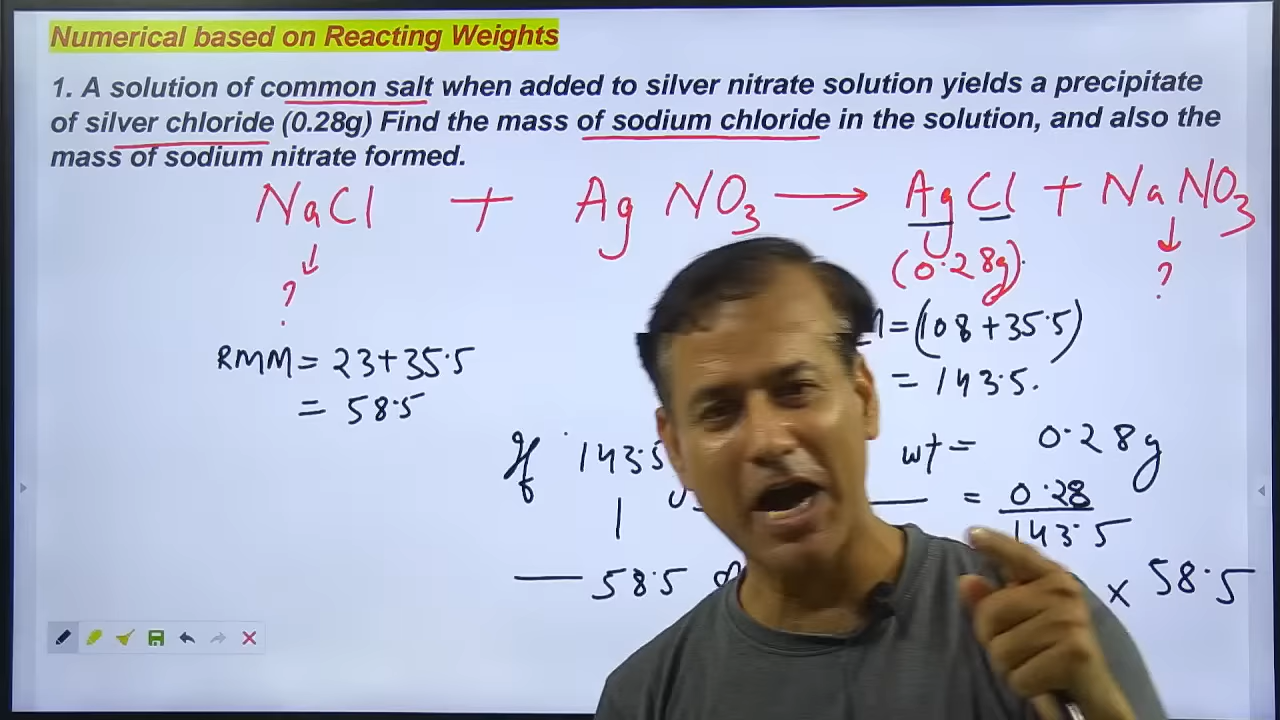 Numerical based on Reacting Weights
1. A solution of common salt when added to silver nitrate solution yields a precipitate
of silver chloride (0.28g) Find the mass of sodium chloride in the solution, and also the
mass of sodium nitrate formed.
NaCl + AgNO3 → AgCl + NaNO3
? (0.28g) ?
RMM = 23+35.5
= 58.5
= (108+35.5)
= 143.5.
If 143.5 wt = 0.28g
1 = 0.28
143.5
58.5 × 58.5